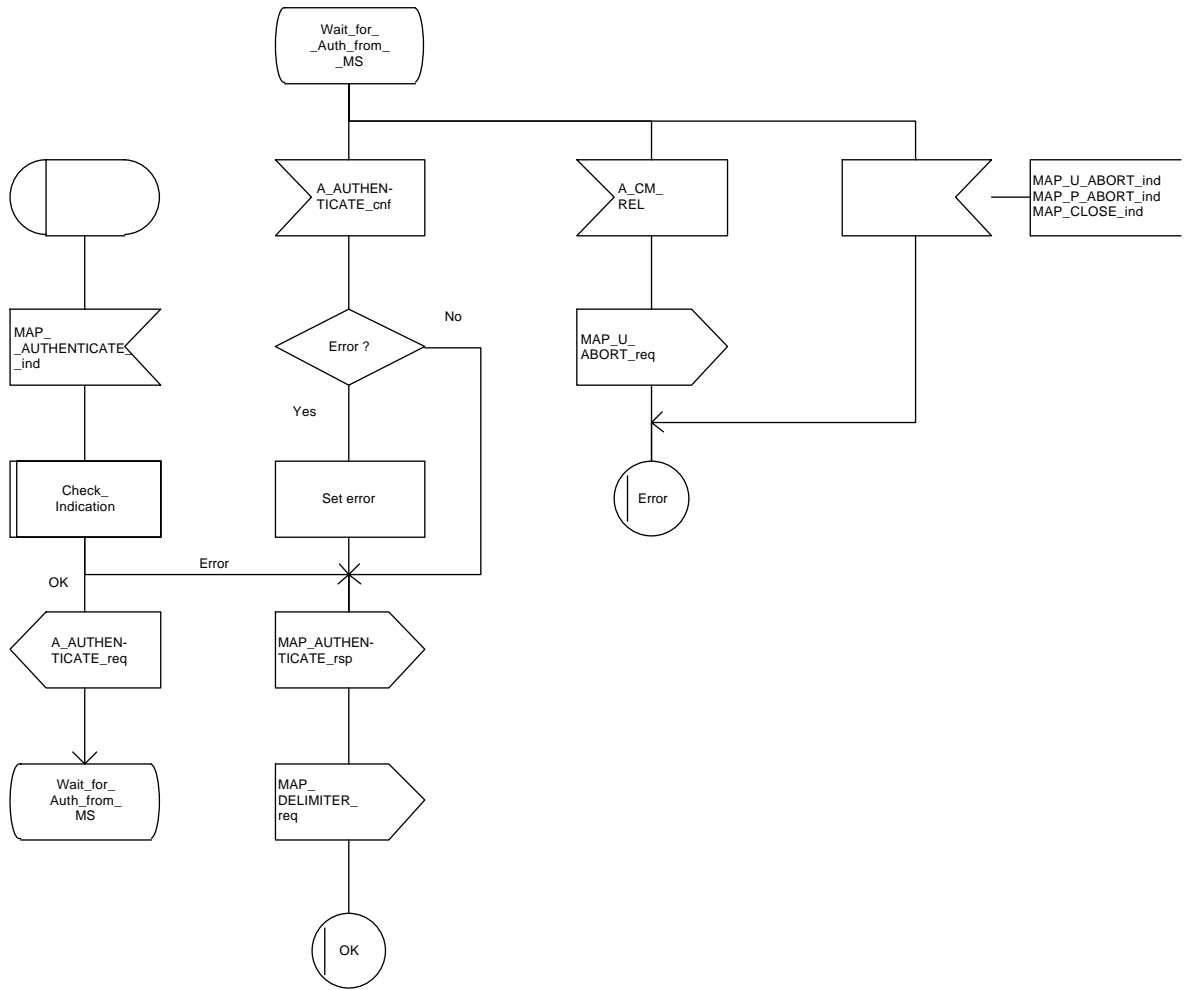 Wait_for_
_Auth_from_
_MS
A_AUTHEN-
TICATE_cnf
A_CM_
REL
MAP_U_ABORT_ind
MAP_P_ABORT_ind
MAP_CLOSE_ind
MAP_
_AUTHENTICATE_
_ind
Error ?
No
Yes
MAP_U_
ABORT_req
Check_
Indication
Set error
Error
Error
OK
A_AUTHEN-
TICATE_req
MAP_AUTHEN-
TICATE_rsp
Wait_for_
Auth_from_
MS
MAP_
DELIMITER_
req
OK